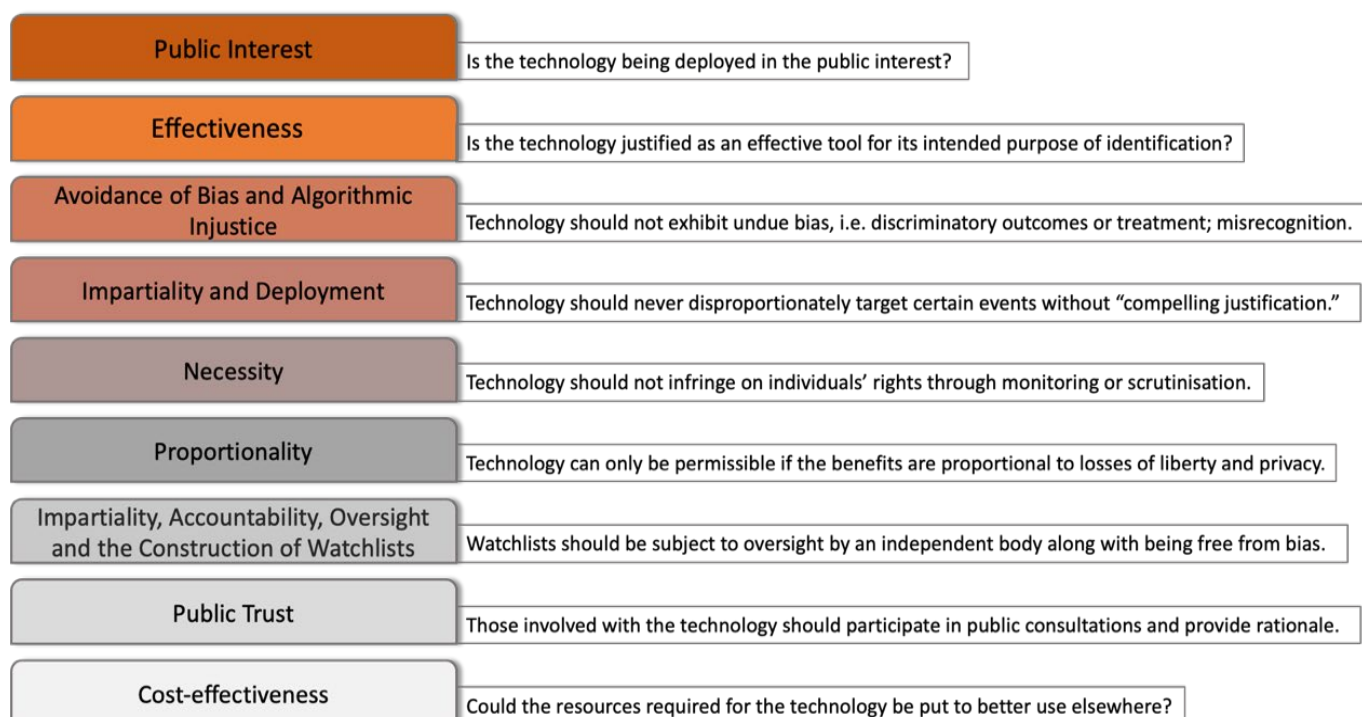 Public Interest
Is the technology being deployed in the public interest?
Effectiveness
Is the technology justified as an effective tool for its intended purpose of identification?
Avoidance of Bias and Algorithmic
Injustice
Technology should not exhibit undue bias, i.e. discriminatory outcomes or treatment; misrecognition.
Impartiality and Deployment
Technology should never disproportionately target certain events without “compelling justification.”
Necessity
Technology should not infringe on individuals’ rights through monitoring or scrutinisation.
Proportionality
Technology can only be permissible if the benefits are proportional to losses of liberty and privacy.
Impartiality, Accountability, Oversight
and the Construction of Watchlists
Watchlists should be subject to oversight by an independent body along with being free from bias.
Public Trust
Those involved with the technology should participate in public consultations and provide rationale.
Cost-effectiveness
Could the resources required for the technology be put to better use elsewhere?